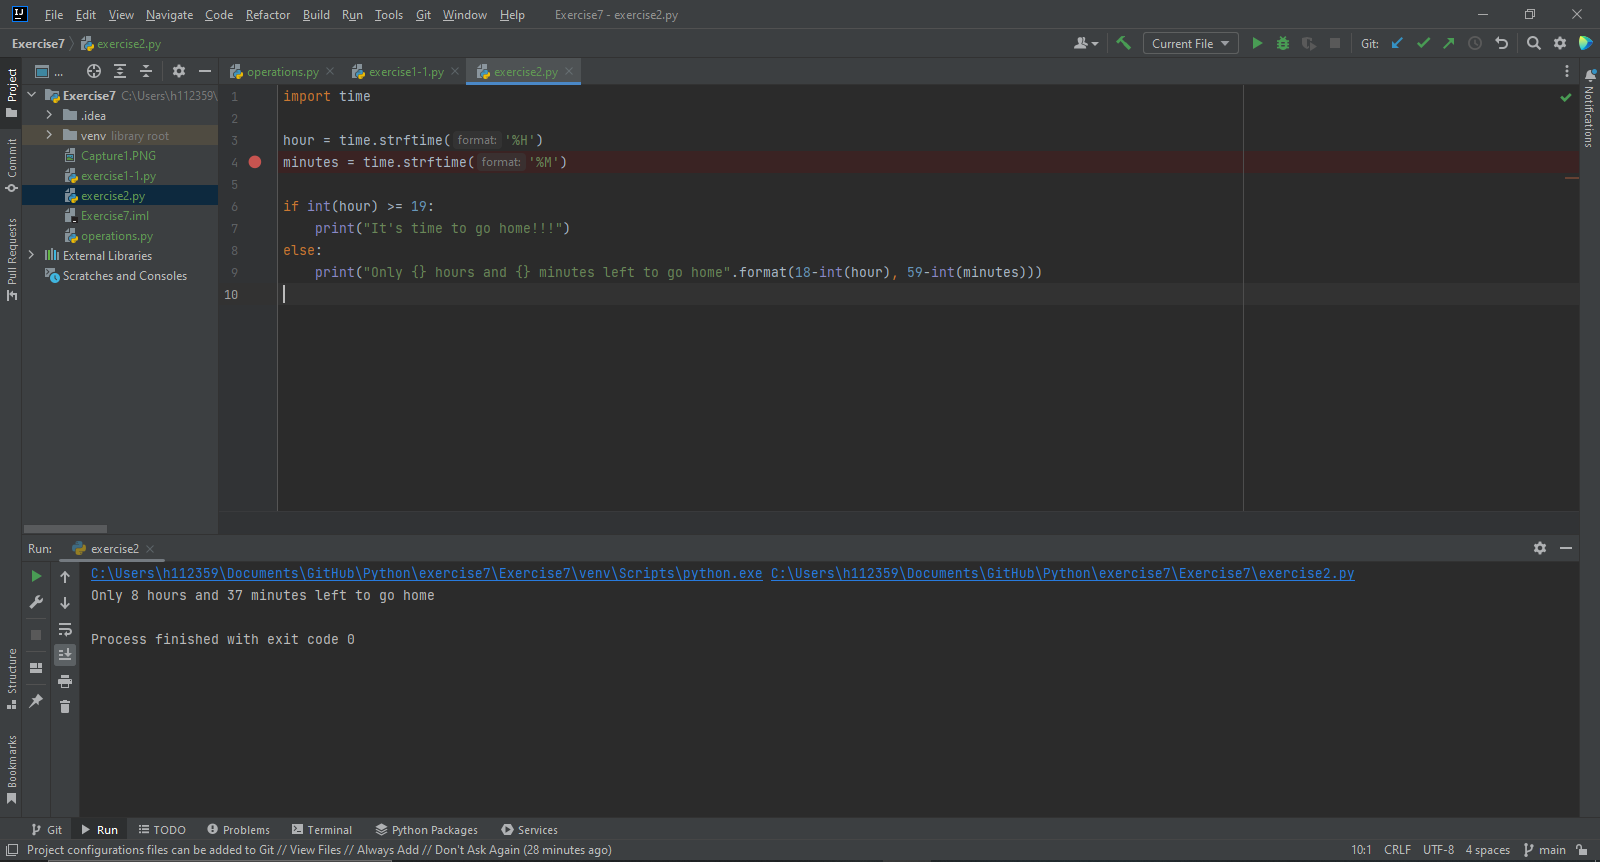 IJ File Edit View Navigate Code Refactor Build Run Tools Git Window Help Exercise7 - exercise2.py
Exercise7 exercise2.py Current File Git:
Project
Commit
Pull Requests
Structure
Bookmarks
Notifications
...
Exercise7 C:\Users\h112359\
.idea
venv library root
Capture1.PNG
exercise1-1.py
exercise2.py
Exercise7.iml
operations.py
External Libraries
Scratches and Consoles
operations.py exercise1-1.py exercise2.py
1 import time
2
3 hour = time.strftime( format: '%H')
4 minutes = time.strftime( format: '%M')
5
6 if int(hour) >= 19:
7 print("It's time to go home!!!")
8 else:
9 print("Only {} hours and {} minutes left to go home".format(18-int(hour), 59-int(minutes)))
10
Run: exercise2
C:\Users\h112359\Documents\GitHub\Python\exercise7\Exercise7\venv\Scripts\python.exe C:\Users\h112359\Documents\GitHub\Python\exercise7\Exercise7\exercise2.py
Only 8 hours and 37 minutes left to go home
Process finished with exit code 0
Git Run TODO Problems Terminal Python Packages Services
Project configurations files can be added to Git // View Files // Always Add // Don't Ask Again (28 minutes ago) 10:1 CRLF UTF-8 4 spaces main